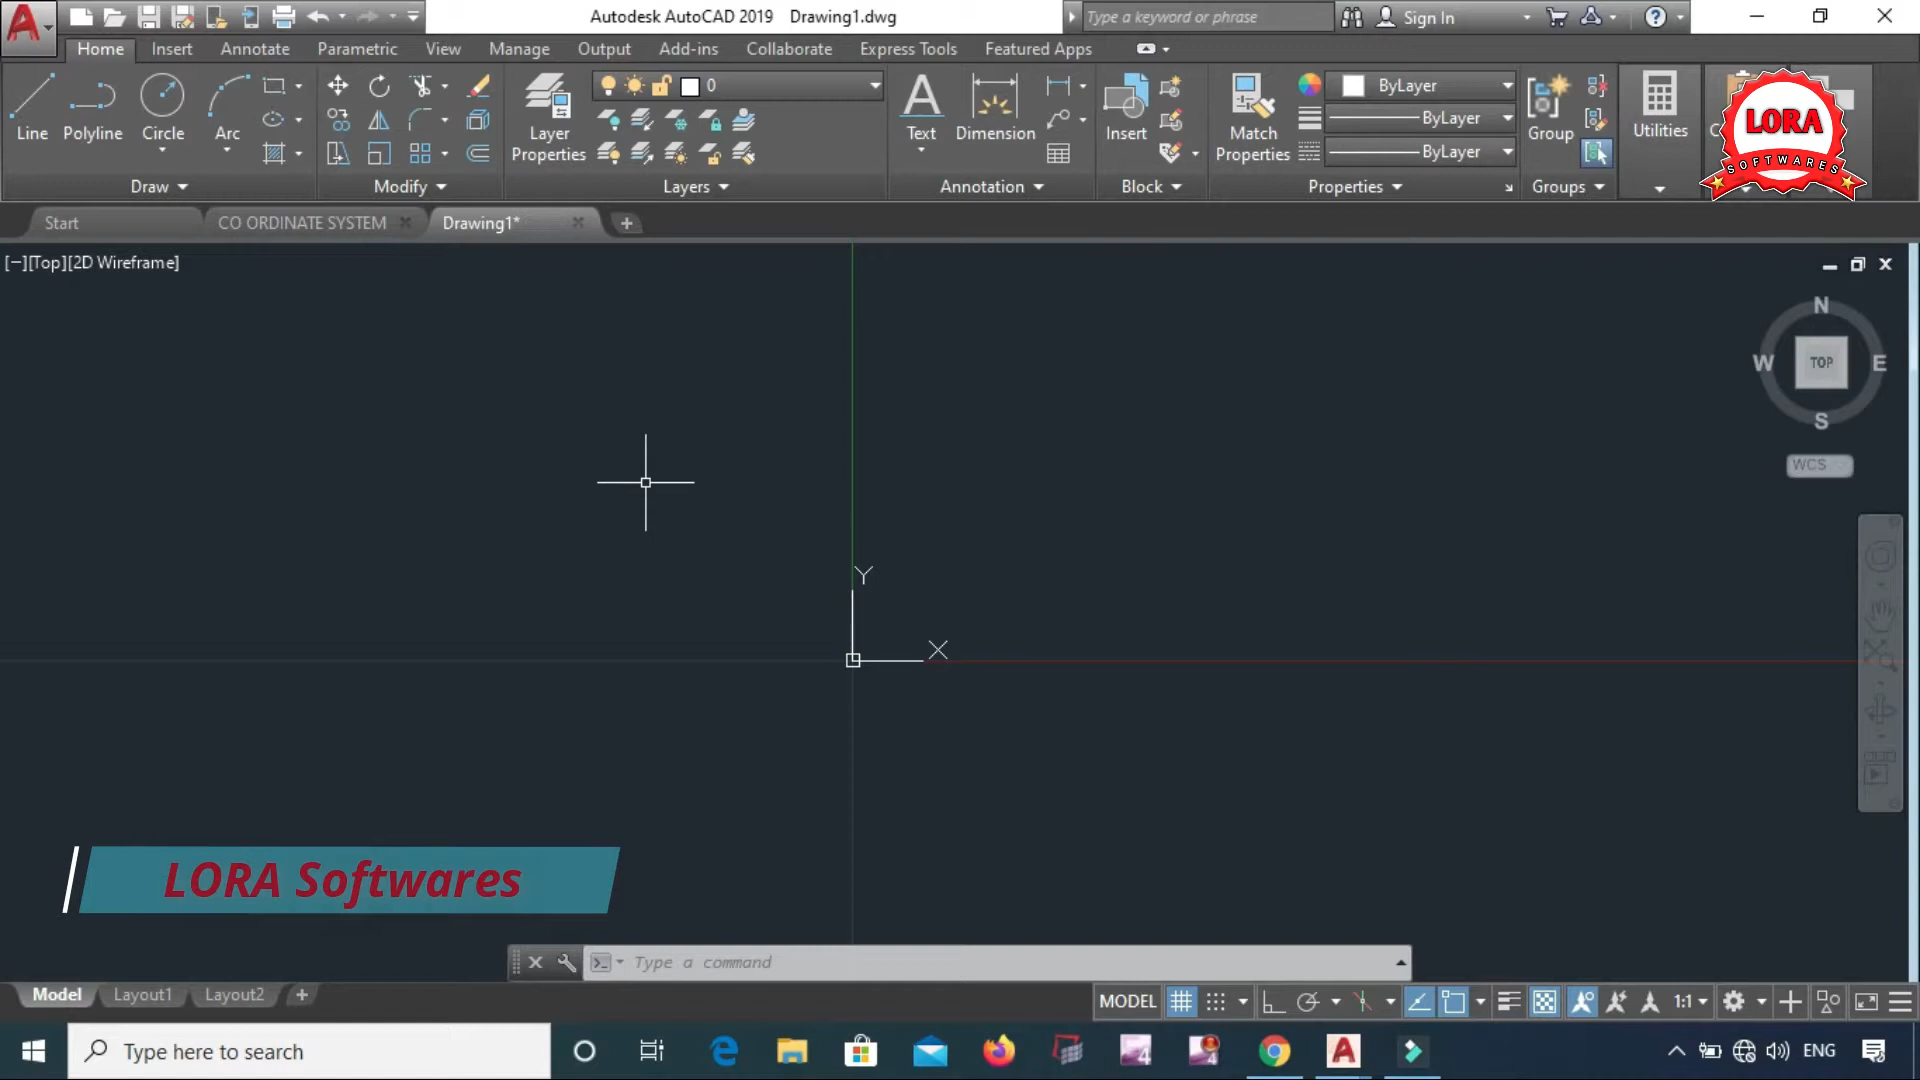 Autodesk AutoCAD 2019 Drawing1.dwg
Type a keyword or phrase
Sign In
Home Insert Annotate Parametric View Manage Output Add-ins Collaborate Express Tools Featured Apps
Line Polyline Circle Arc
Layer Properties
0
Text Dimension
Insert
Match Properties
ByLayer
ByLayer
ByLayer
Group
Utilities
LORA
SOFTWARES
Draw Modify Layers Annotation Block Properties Groups
Start CO ORDINATE SYSTEM Drawing1*
[−][Top][2D Wireframe]
N
W TOP E
S
WCS
Y
X
LORA Softwares
Type a command
Model Layout1 Layout2
MODEL
1:1
Type here to search
ENG